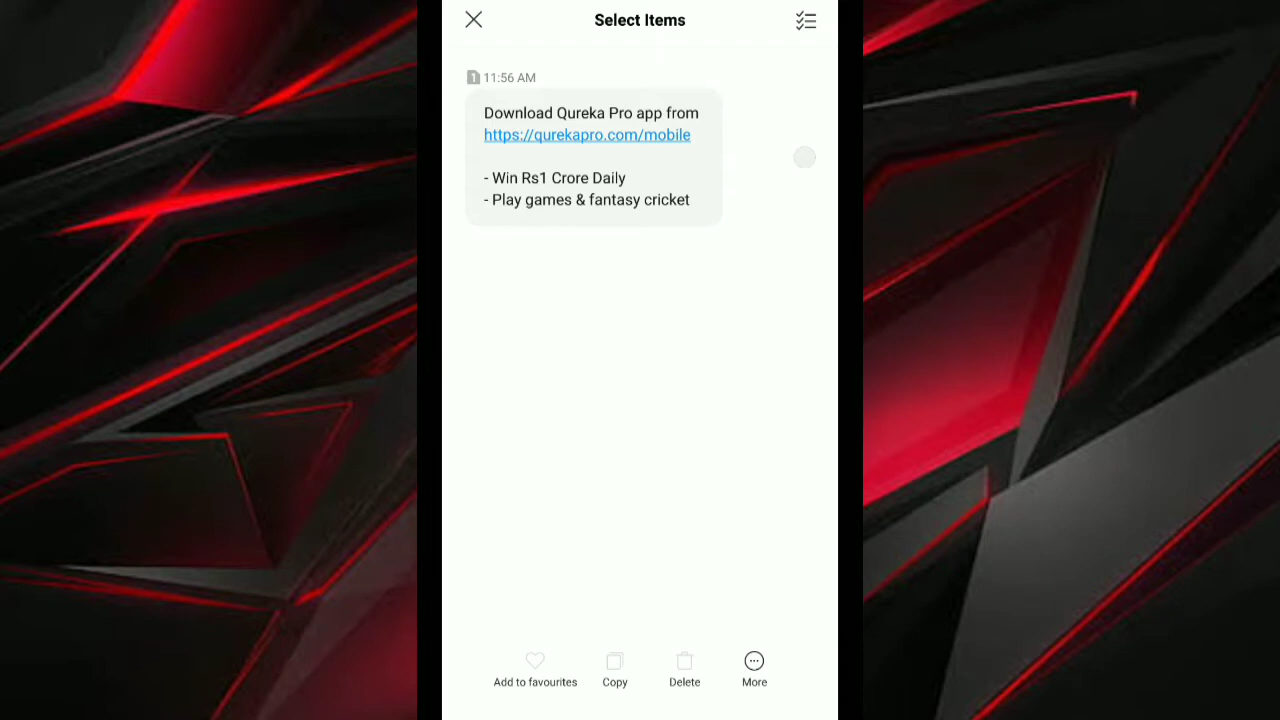 Select Items
1 11:56 AM
Download Qureka Pro app from
https://qurekapro.com/mobile
- Win Rs1 Crore Daily
- Play games & fantasy cricket
Add to favourites Copy Delete More